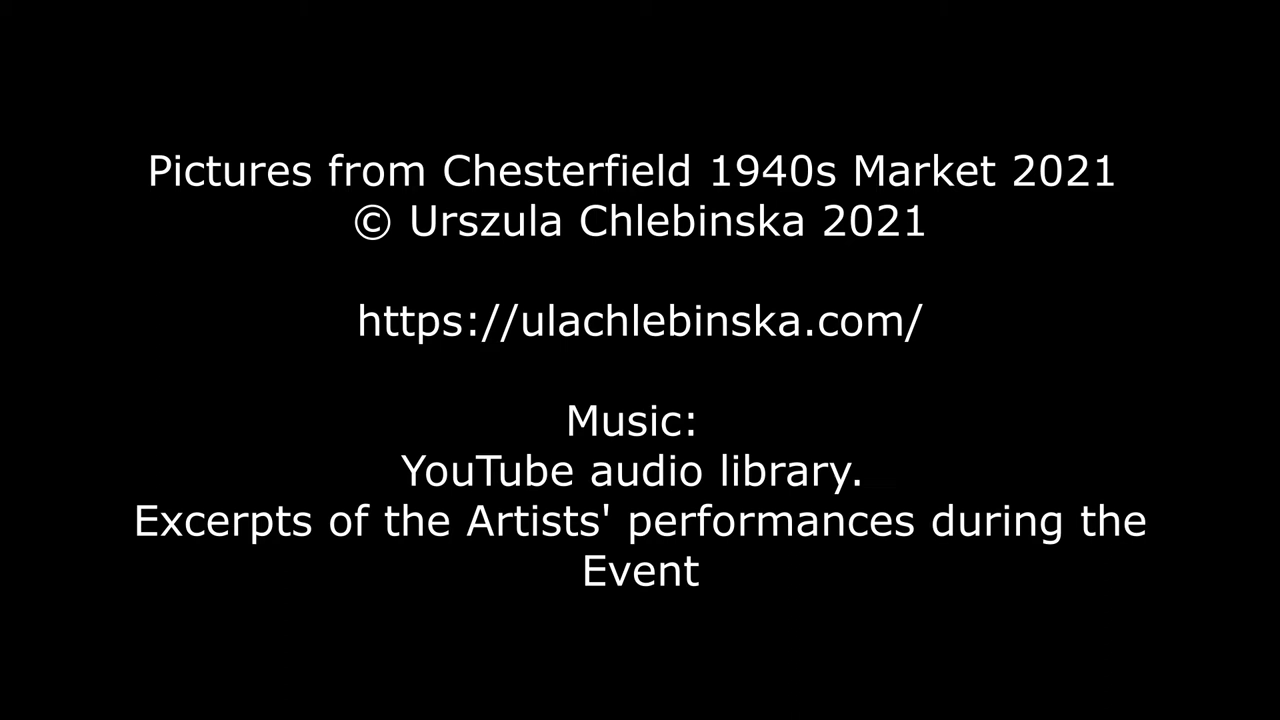 Pictures from Chesterfield 1940s Market 2021
© Urszula Chlebinska 2021
https://ulachlebinska.com/
Music:
YouTube audio library.
Excerpts of the Artists' performances during the
Event